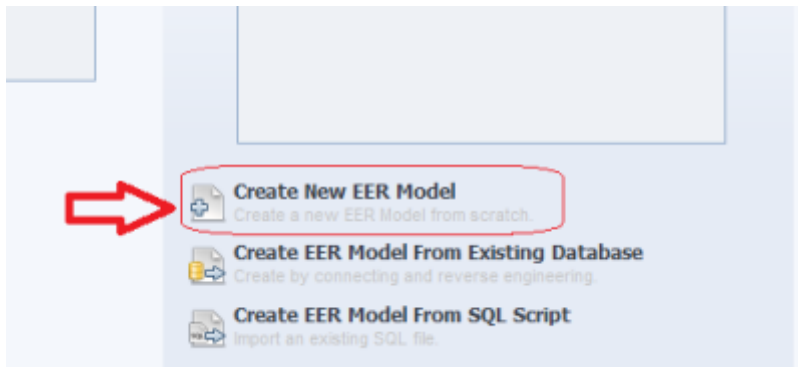 Create New EER Model
Create a new EER Model from scratch.
Create EER Model From Existing Database
Create by connecting and reverse engineering.
Create EER Model From SQL Script
Import an existing SQL file.